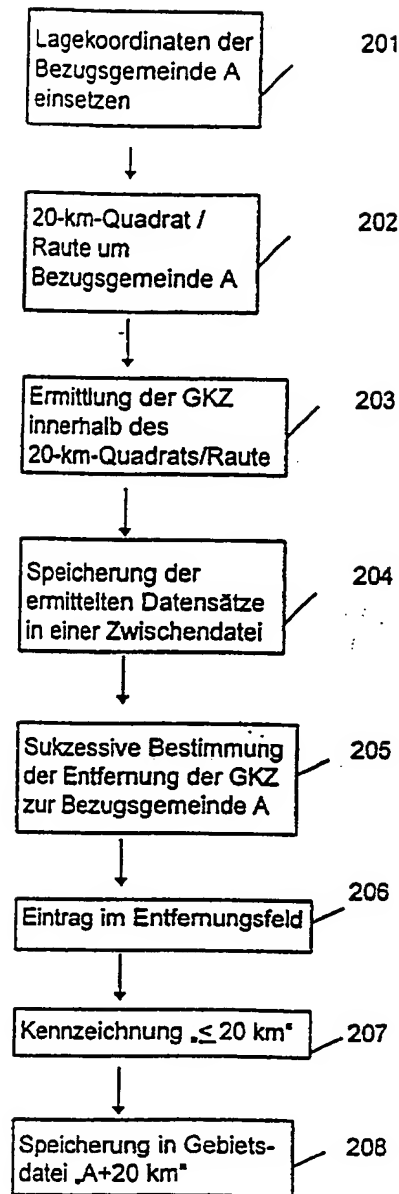 Lagekoordinaten der
Bezugsgemeinde A
einsetzen
201
20-km-Quadrat /
Raute um
Bezugsgemeinde A
202
Ermittlung der GKZ
innerhalb des
20-km-Quadrats/Raute
203
Speicherung der
ermittelten Datensätze
in einer Zwischendatei
204
Sukzessive Bestimmung
der Entfernung der GKZ
zur Bezugsgemeinde A
205
Eintrag im Entfernungsfeld
206
Kennzeichnung „≤ 20 km"
207
Speicherung in Gebiets-
datei „A+20 km"
208